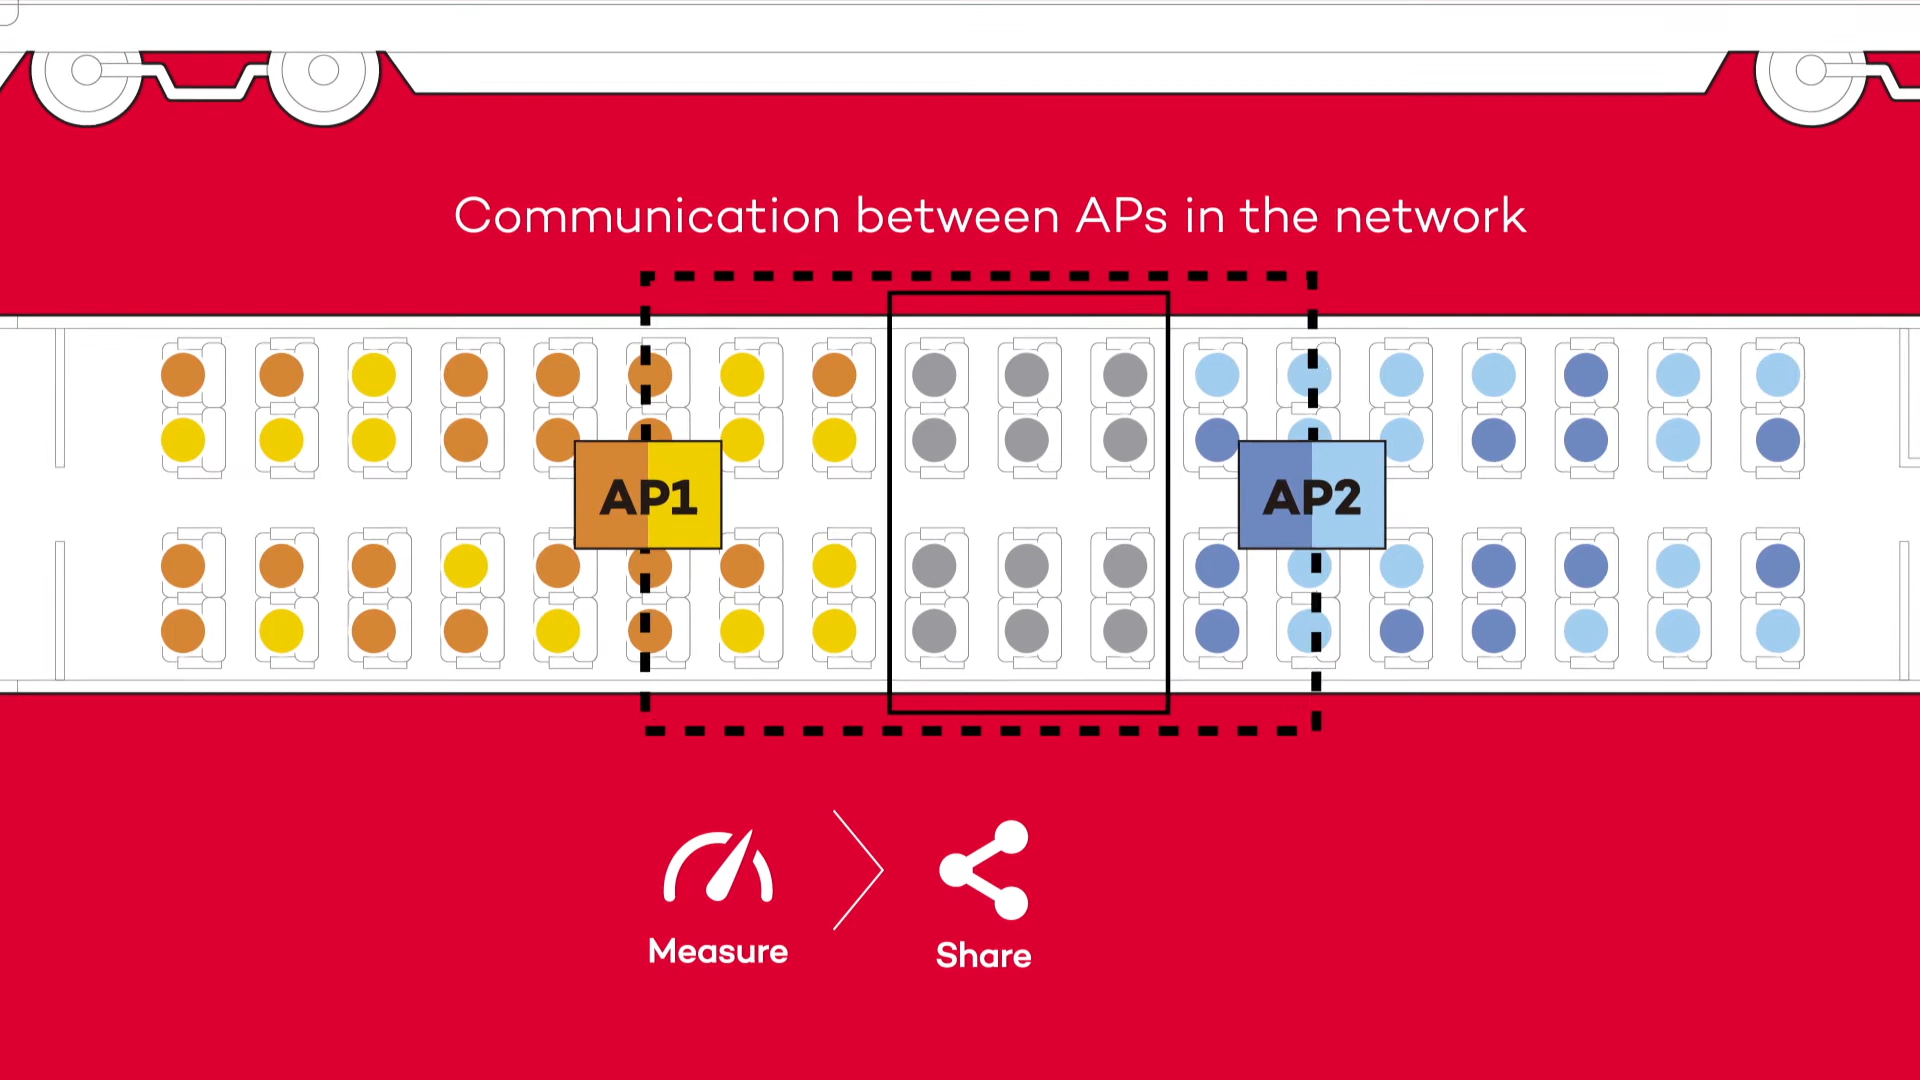 Communication between APs in the network
AP1
AP2
Measure
Share